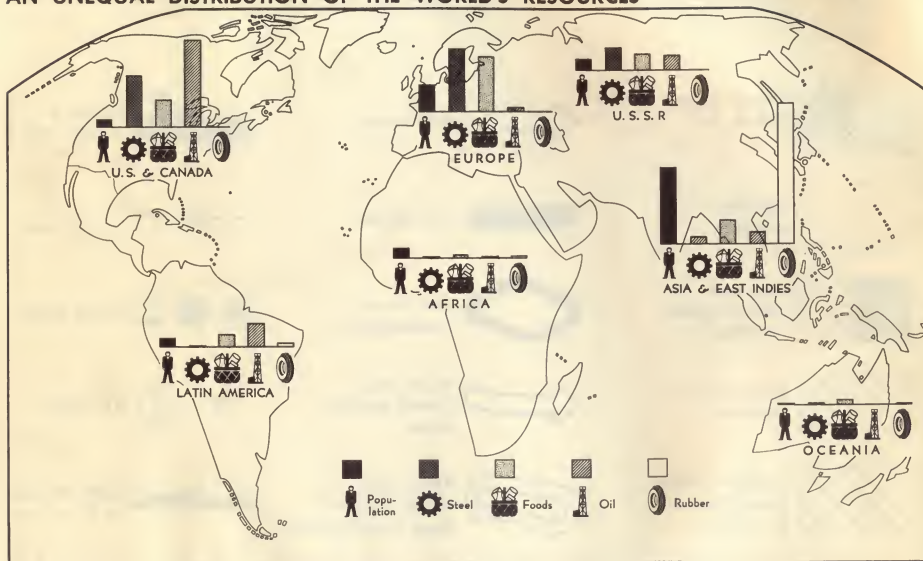 AN UNEQUAL DISTRIBUTION OF THE WORLD'S RESOURCES
U.S. & CANADA
EUROPE
U.S.S.R
AFRICA
ASIA & EAST INDIES
LATIN AMERICA
OCEANIA
Popu-
lation
Steel
Foods
Oil
Rubber